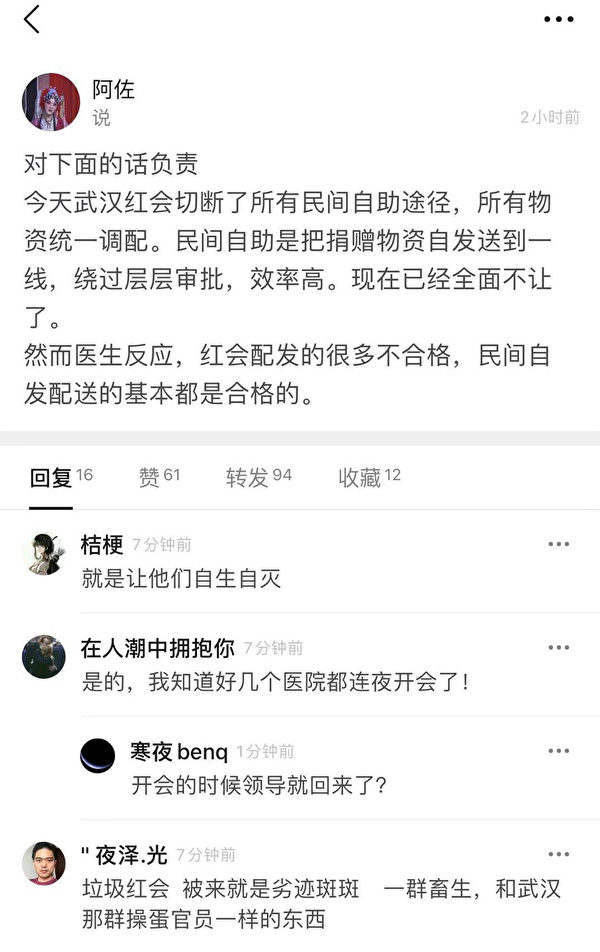 阿佐
说
2小时前
对下面的话负责
今天武汉红会切断了所有民间自助途径，所有物
资统一调配。民间自助是把捐赠物资自发送到一
线，绕过层层审批，效率高。现在已经全面不让
了。
然而医生反应，红会配发的很多不合格，民间自
发配送的基本都是合格的。
回复 16 赞 61 转发 94 收藏 12
桔梗 7分钟前
就是让他们自生自灭
在人潮中拥抱你 7分钟前
是的，我知道好几个医院都连夜开会了！
寒夜benq 1分钟前
开会的时候领导就回来了？
" 夜泽.光 7分钟前
垃圾红会 被来就是劣迹斑斑 一群畜生，和武汉
那群操蛋官员一样的东西